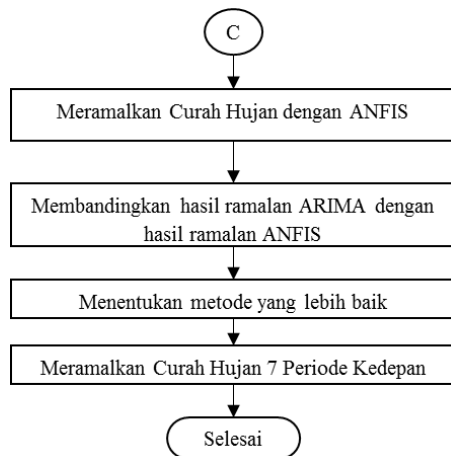 C
Meramalkan Curah Hujan dengan ANFIS
Membandingkan hasil ramalan ARIMA dengan
hasil ramalan ANFIS
Menentukan metode yang lebih baik
Meramalkan Curah Hujan 7 Periode Kedepan
Selesai